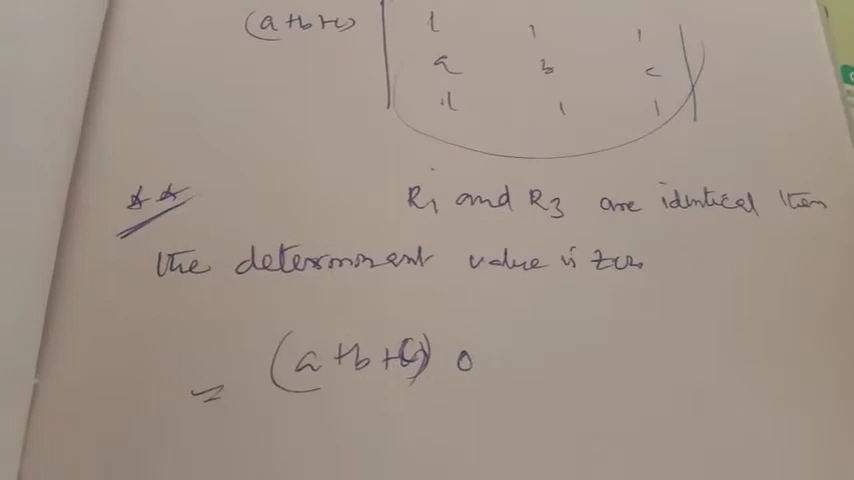 (a+b+c) | 1 1 1 |
a b c
1 1 1
R1 and R3 are identical then
the determinant value is zero
= (a+b+c) 0